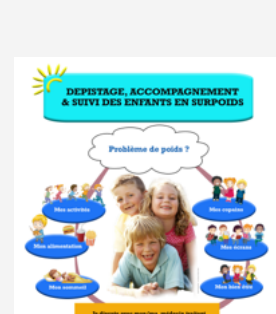 DEPISTAGE, ACCOMPAGNEMENT
& SUIVI DES ENFANTS EN SURPOIDS
Problème de poids ?
Mes activités
Mes copains
Mon alimentation
Mes écrans
Mon sommeil
Mon bien être